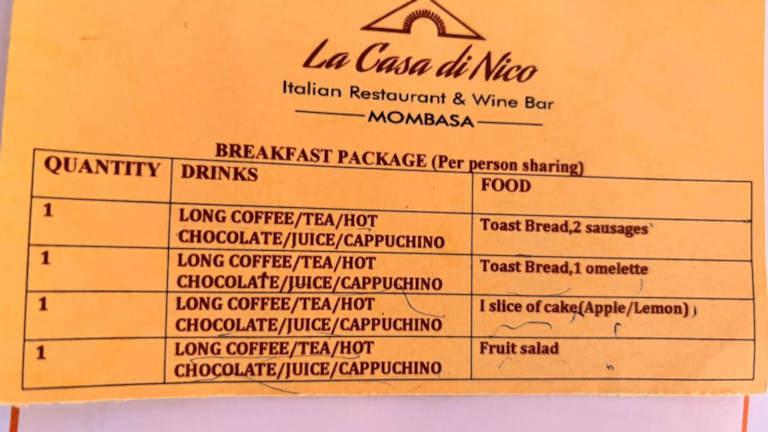 La Casa di Nico
Italian Restaurant & Wine Bar
MOMBASA
BREAKFAST PACKAGE (Per person sharing)
QUANTITY DRINKS FOOD
1 LONG COFFEE/TEA/HOT Toast Bread,2 sausages
CHOCOLATE/JUICE/CAPPUCHINO
1 LONG COFFEE/TEA/HOT Toast Bread,1 omelette
CHOCOLATE/JUICE/CAPPUCHINO
1 LONG COFFEE/TEA/HOT I slice of cake(Apple/Lemon)
CHOCOLATE/JUICE/CAPPUCHINO
1 LONG COFFEE/TEA/HOT Fruit salad
CHOCOLATE/JUICE/CAPPUCHINO